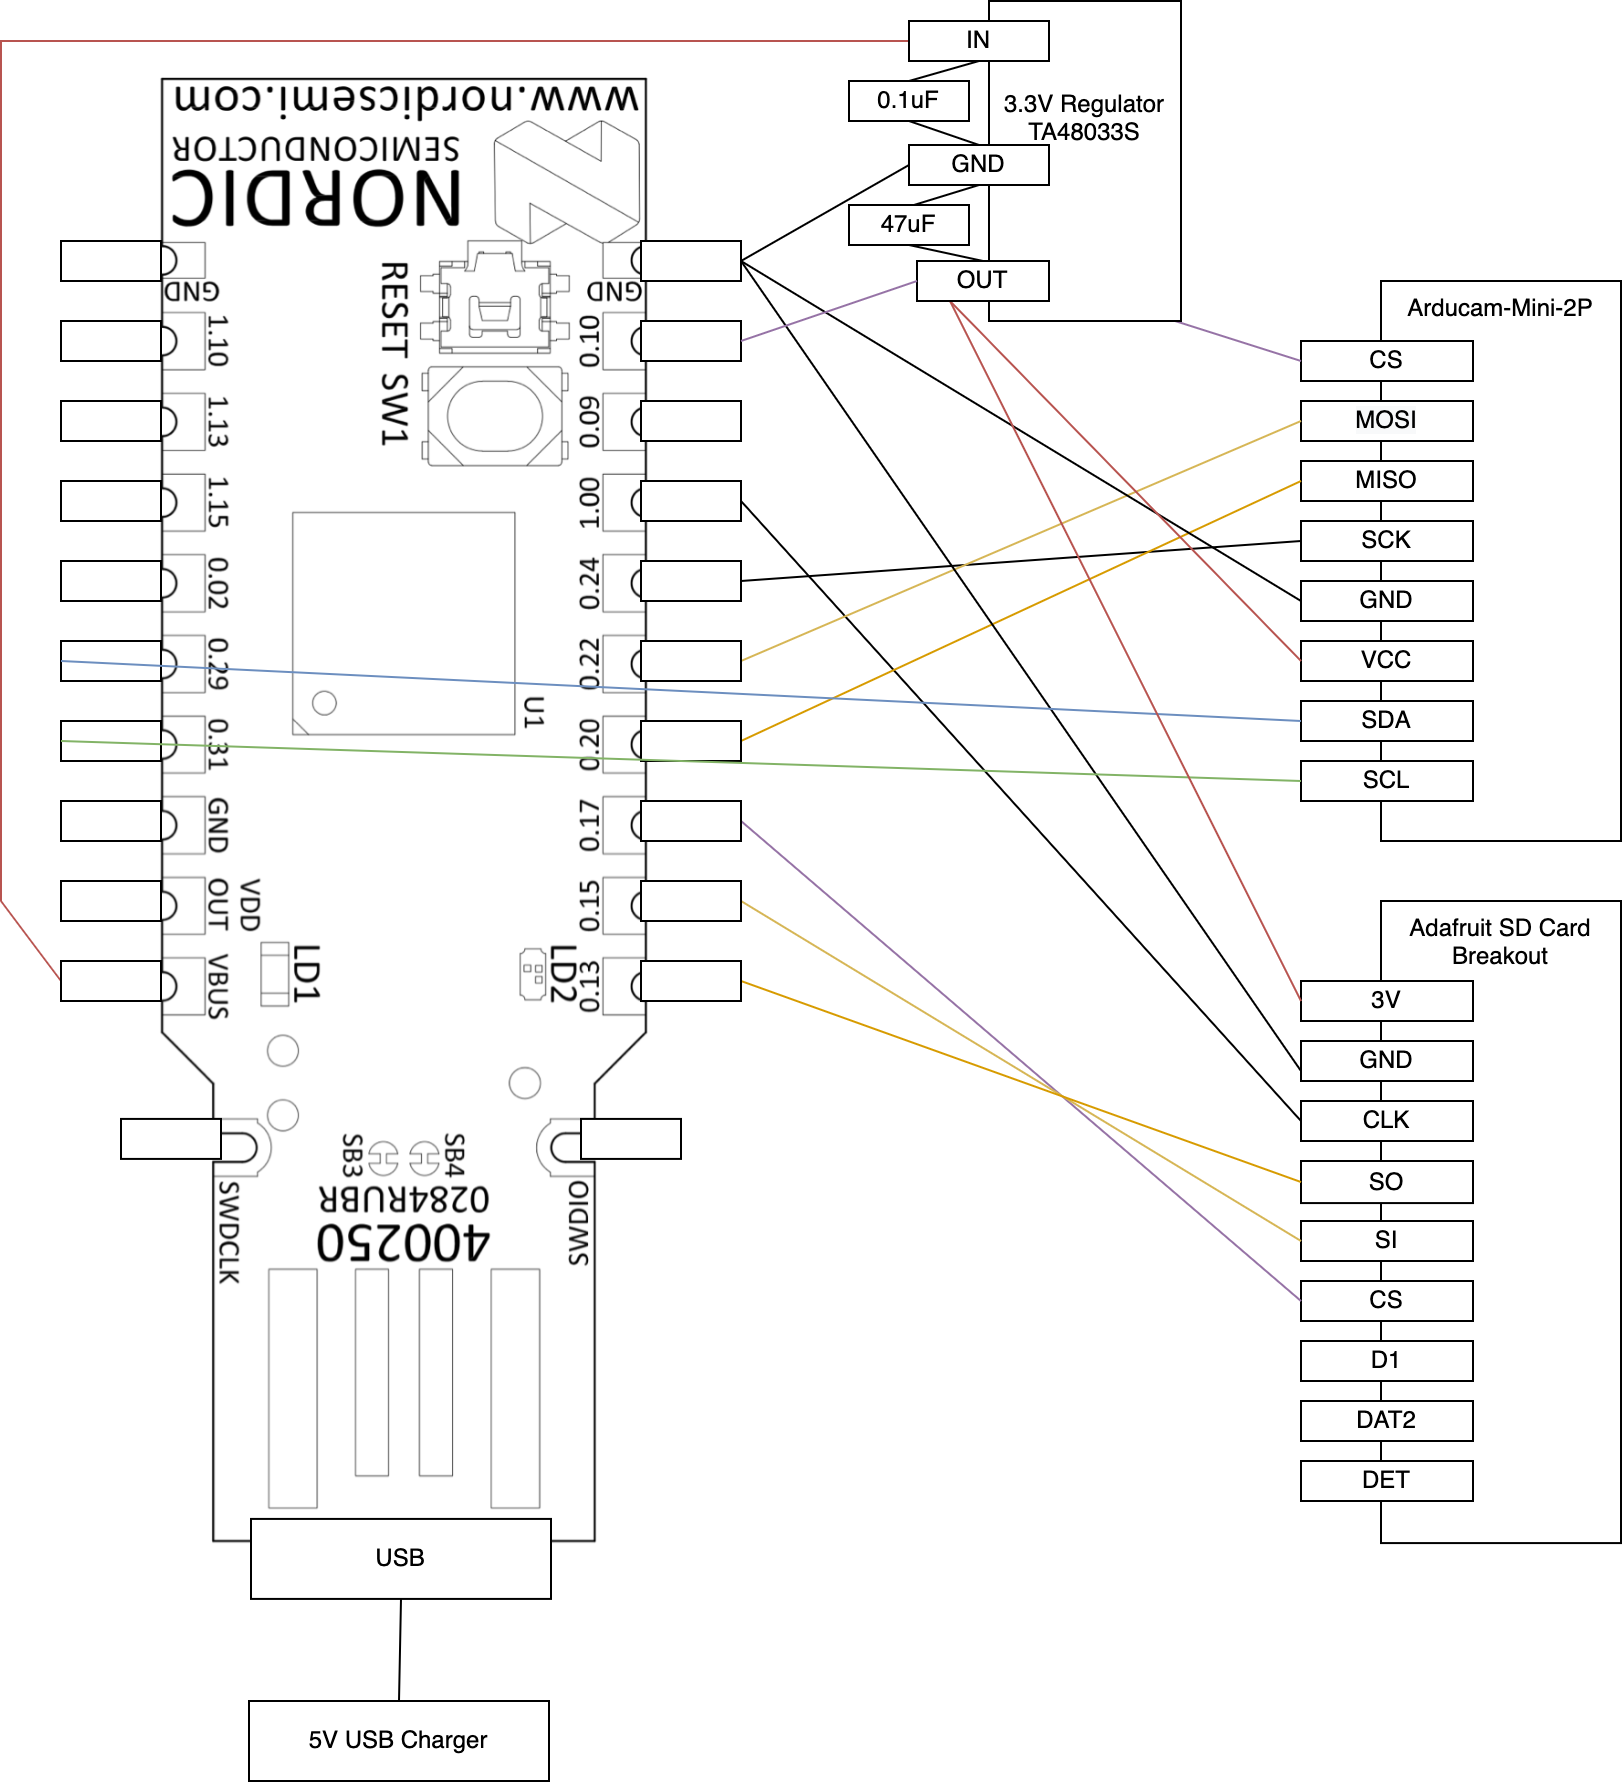 IN
0.1uF
3.3V Regulator
TA48033S
GND
47uF
OUT
www.nordicsemi.com
SEMICONDUCTOR
NORDIC
RESET SW1
GND
1.10
1.13
1.15
0.02
0.29
0.31
GND
VDD
OUT
VBUS
GND
0.10
0.09
1.00
0.24
0.22
0.20
0.17
0.15
0.13
U1
LD1
LD2
SB3
SB4
0284RUBR
400250
SWDCLK
SWDIO
USB
5V USB Charger
Arducam-Mini-2P
CS
MOSI
MISO
SCK
GND
VCC
SDA
SCL
Adafruit SD Card
Breakout
3V
GND
CLK
SO
SI
CS
D1
DAT2
DET